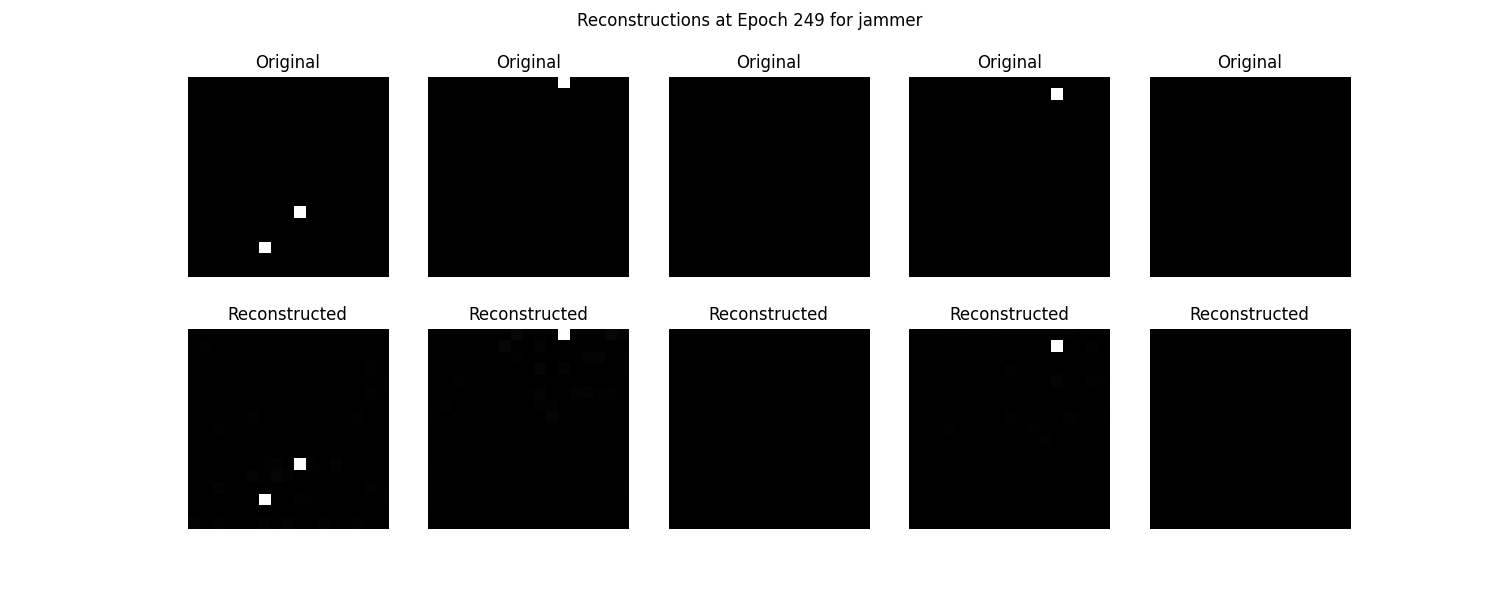 Reconstructions at Epoch 249 for jammer
Original Original Original Original Original
Reconstructed Reconstructed Reconstructed Reconstructed Reconstructed